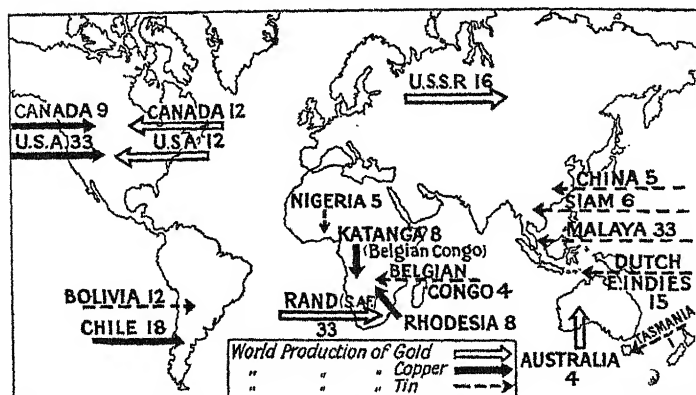 U.S.S.R 16
CANADA 9
CANADA 12
U.S.A. 33
U.S.A. 12
CHINA 5
SIAM 6
NIGERIA 5
MALAYA 33
KATANGA 8
(Belgian Congo)
DUTCH
E.INDIES
15
BELGIAN
CONGO 4
BOLIVIA 12
RAND (S.AF.)
33
RHODESIA 8
CHILE 18
TASMANIA
AUSTRALIA
4
World Production of Gold
" " " Copper
" " " Tin